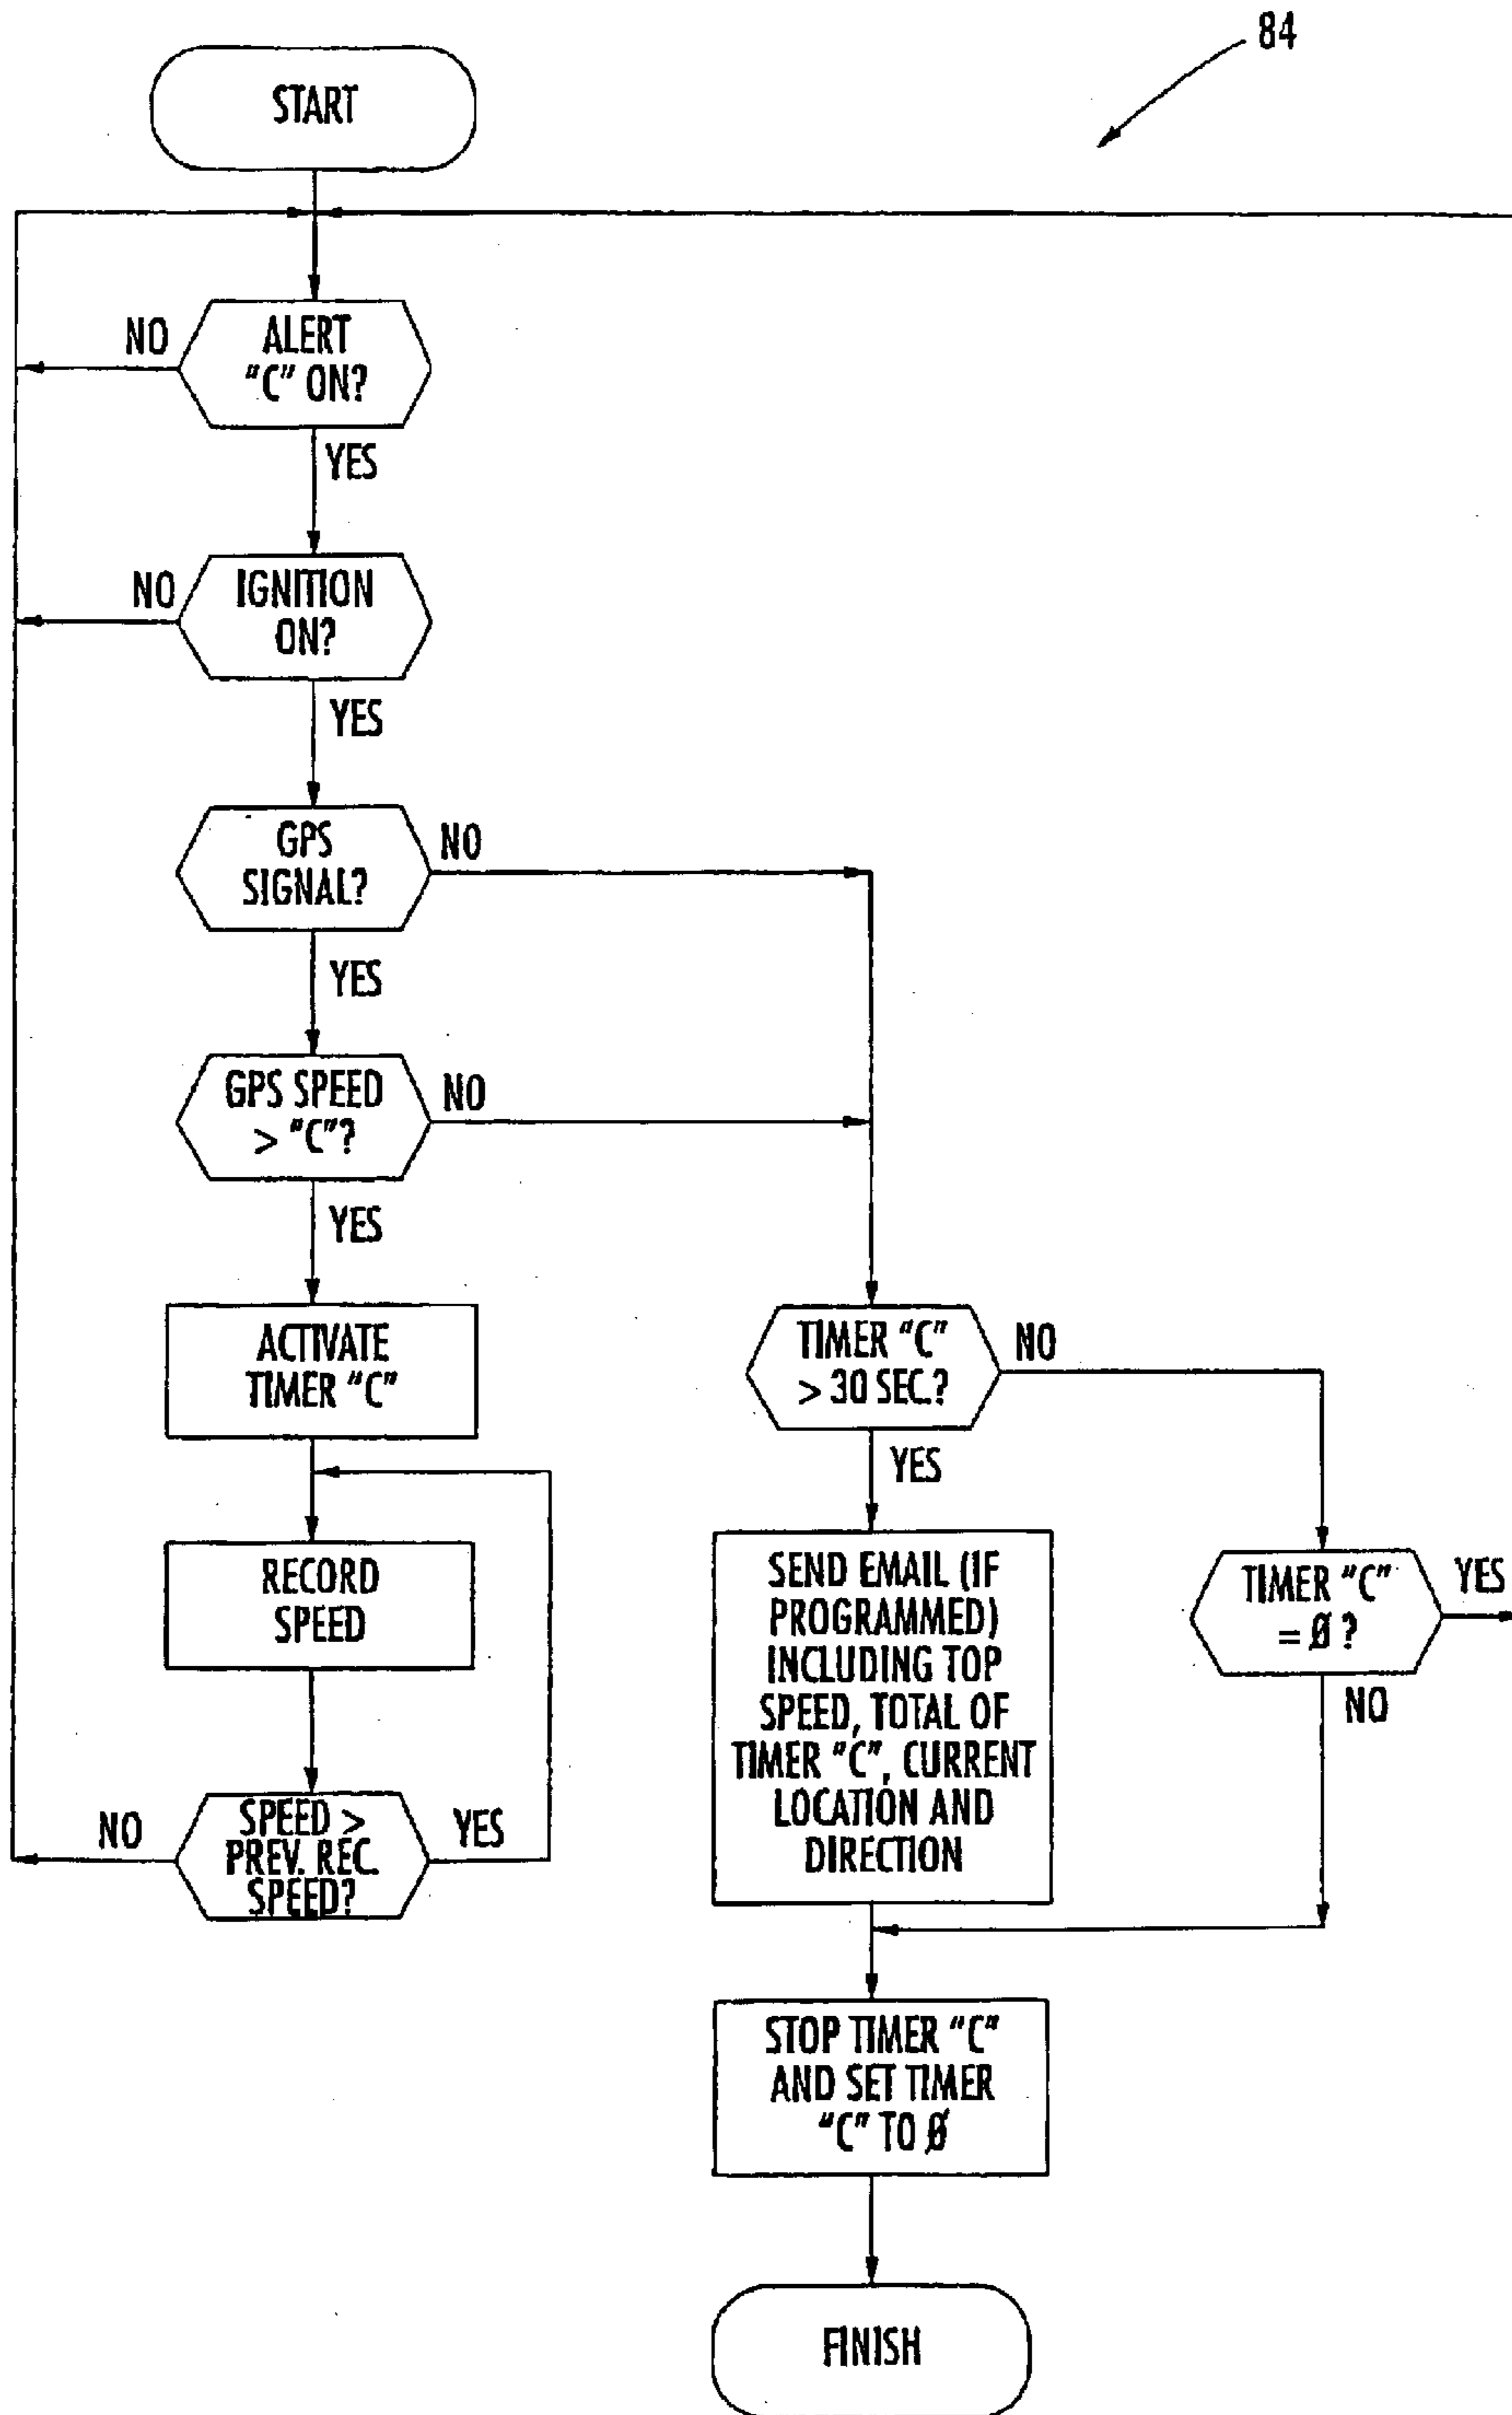 84
START
ALERT
"C" ON?
NO
YES
IGNITION
ON?
NO
YES
GPS
SIGNAL?
NO
YES
GPS SPEED
> "C"?
NO
YES
ACTIVATE
TIMER "C"
RECORD
SPEED
SPEED >
PREV. REC.
SPEED?
NO
YES
TIMER "C"
> 30 SEC.?
NO
YES
SEND EMAIL (IF
PROGRAMMED)
INCLUDING TOP
SPEED, TOTAL OF
TIMER "C", CURRENT
LOCATION AND
DIRECTION
TIMER "C"
= Ø ?
YES
NO
STOP TIMER "C"
AND SET TIMER
"C" TO Ø
FINISH